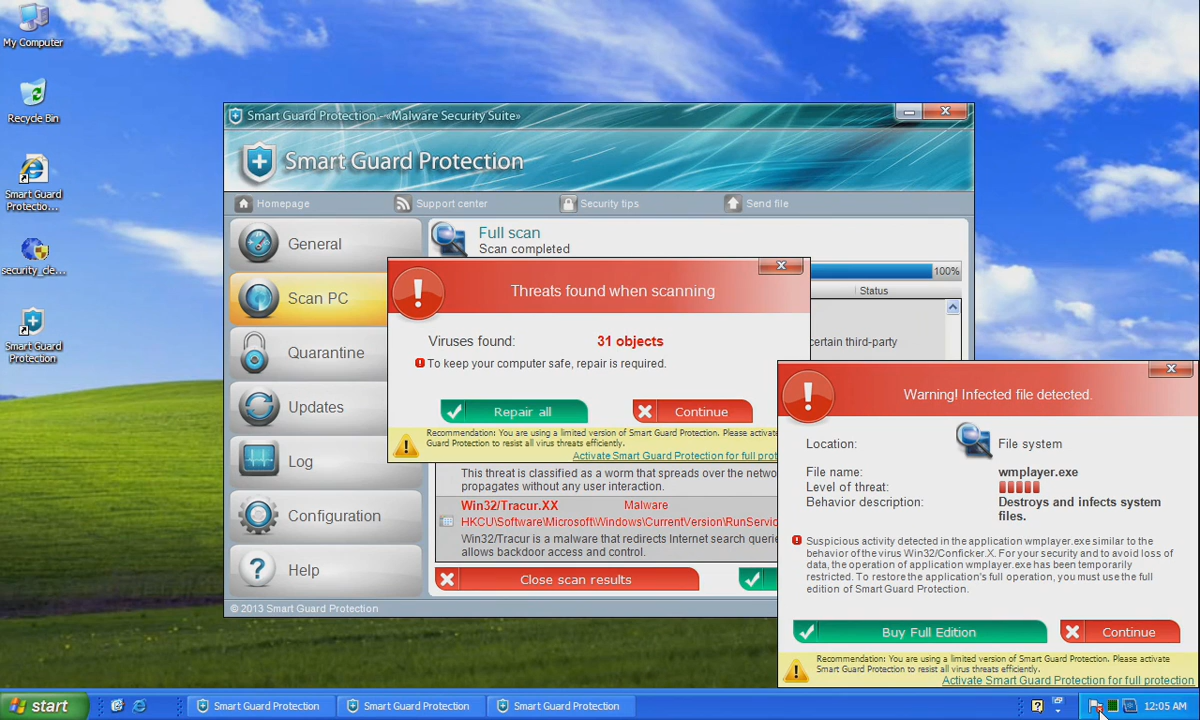 My Computer
Recycle Bin
Smart Guard
Protectio...
security_cle...
Smart Guard
Protection
Smart Guard Protection - «Malware Security Suite»
Smart Guard Protection
Homepage
Support center
Security tips
Send file
General
Scan PC
Quarantine
Updates
Log
Configuration
Help
Full scan
Scan completed
100%
Status
certain third-party
Threats found when scanning
Viruses found:
31 objects
To keep your computer safe, repair is required.
Repair all
Continue
Recommendation: You are using a limited version of Smart Guard Protection. Please activate
Guard Protection to resist all virus threats efficiently.
Activate Smart Guard Protection for full prot
This threat is classified as a worm that spreads over the netwo
propagates without any user interaction.
Win32/Tracur.XX
Malware
HKCU\Software\Microsoft\Windows\CurrentVersion\RunServic
Win32/Tracur is a malware that redirects Internet search querie
allows backdoor access and control.
Close scan results
© 2013 Smart Guard Protection
Warning! Infected file detected.
Location:
File system
File name:
wmplayer.exe
Level of threat:
Behavior description:
Destroys and infects system
files.
Suspicious activity detected in the application wmplayer.exe similar to the
behavior of the virus Win32/Conficker.X. For your security and to avoid loss of
data, the operation of application wmplayer.exe has been temporarily
restricted. To restore the application's full operation, you must use the full
edition of Smart Guard Protection.
Buy Full Edition
Continue
Recommendation: You are using a limited version of Smart Guard Protection. Please activate
Smart Guard Protection to resist all virus threats efficiently.
Activate Smart Guard Protection for full protection
start
Smart Guard Protection
Smart Guard Protection
Smart Guard Protection
12:05 AM